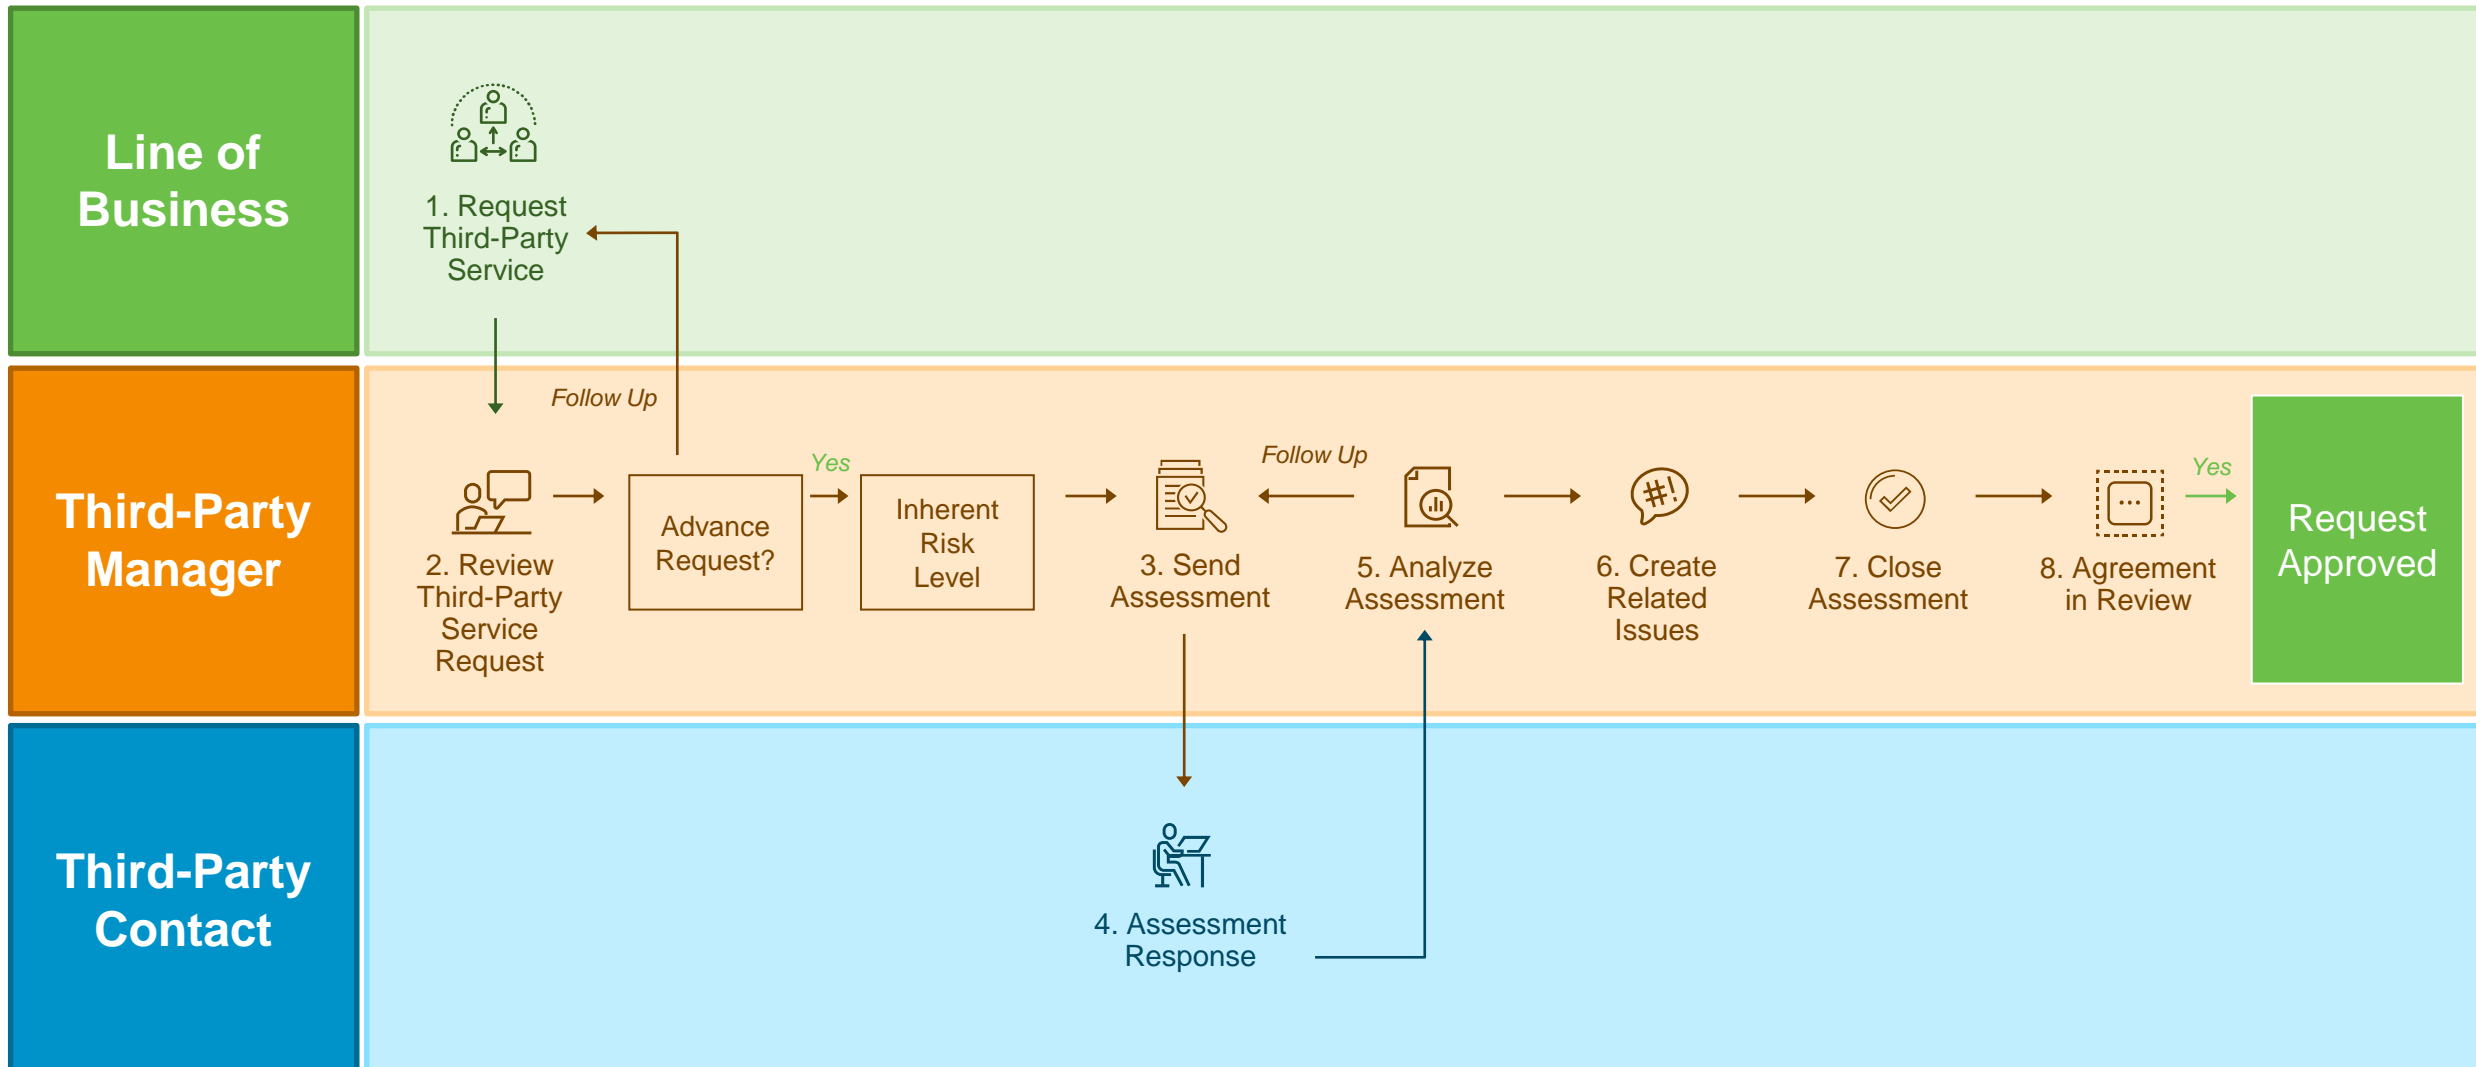 Line of
Business
1. Request
Third-Party
Service
Third-Party
Manager
Follow Up
2. Review
Third-Party
Service
Request
Advance
Request?
Yes
Inherent
Risk
Level
3. Send
Assessment
Follow Up
5. Analyze
Assessment
#!
6. Create
Related
Issues
7. Close
Assessment
8. Agreement
in Review
Yes
Request
Approved
Third-Party
Contact
4. Assessment
Response